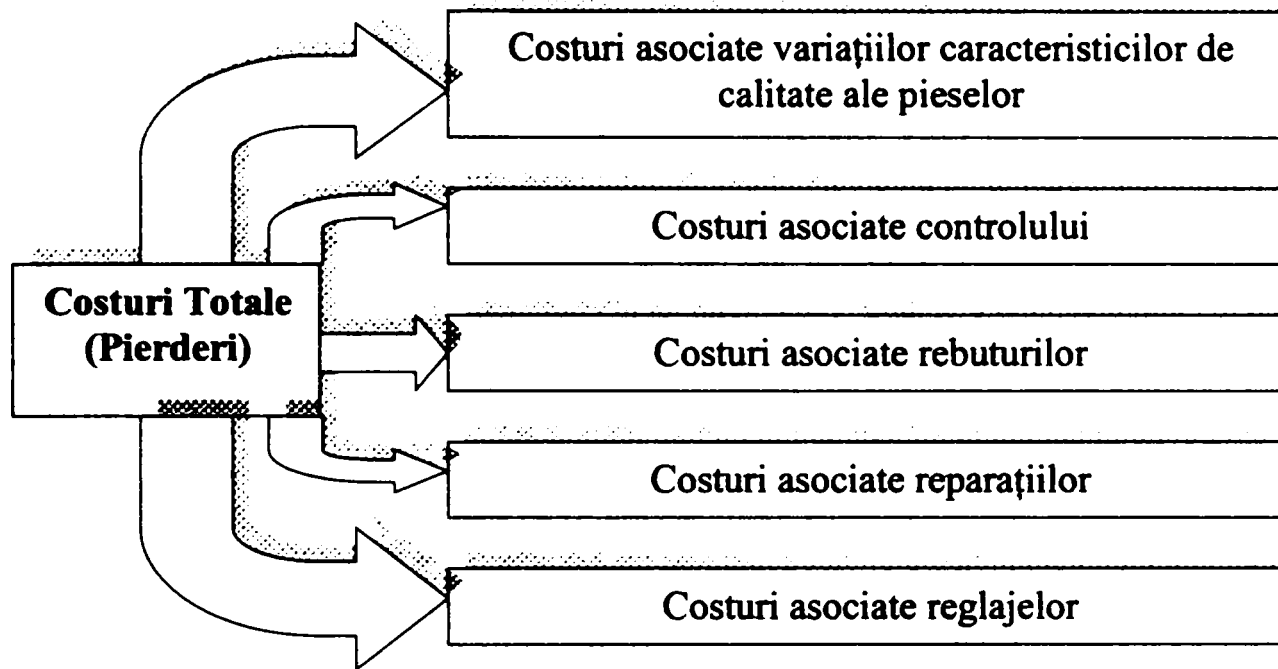 Costuri asociate variațiilor caracteristicilor de
calitate ale pieselor
Costuri asociate controlului
Costuri Totale
(Pierderi)
Costuri asociate rebuturilor
Costuri asociate reparațiilor
Costuri asociate reglajelor